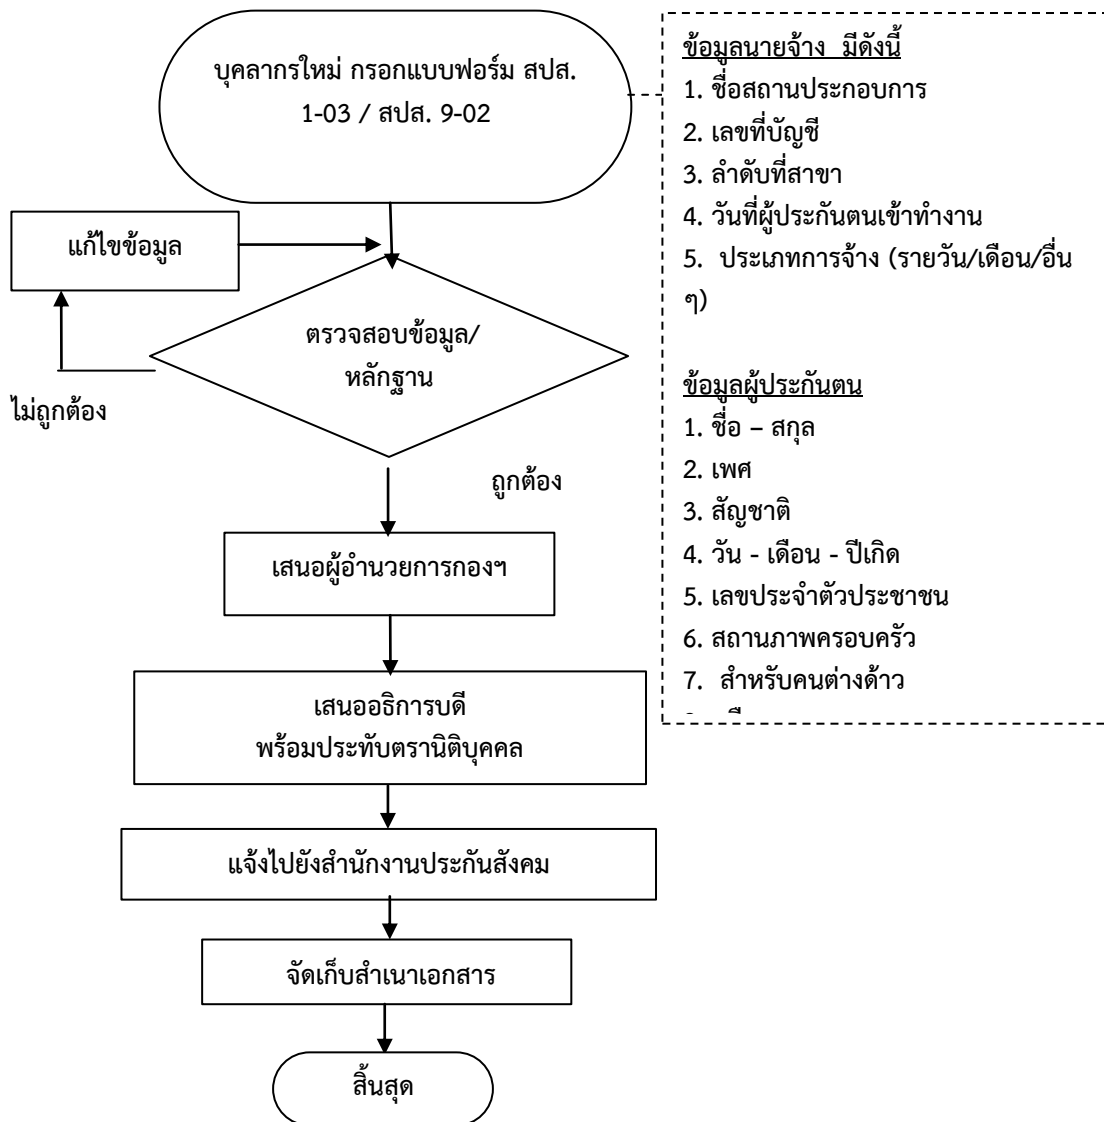 บุคลากรใหม่ กรอกแบบฟอร์ม สปส.
1-03 / สปส. 9-02
แก้ไขข้อมูล
ตรวจสอบข้อมูล/
หลักฐาน
ไม่ถูกต้อง
ถูกต้อง
เสนอผู้อำนวยการกองฯ
เสนออธิการบดี
พร้อมประทับตรานิติบุคคล
แจ้งไปยังสำนักงานประกันสังคม
จัดเก็บสำเนาเอกสาร
สิ้นสุด
ข้อมูลนายจ้าง มีดังนี้
1. ชื่อสถานประกอบการ
2. เลขที่บัญชี
3. ลำดับที่สาขา
4. วันที่ผู้ประกันตนเข้าทำงาน
5. ประเภทการจ้าง (รายวัน/เดือน/อื่น
ๆ)
ข้อมูลผู้ประกันตน
1. ชื่อ – สกุล
2. เพศ
3. สัญชาติ
4. วัน - เดือน - ปีเกิด
5. เลขประจำตัวประชาชน
6. สถานภาพครอบครัว
7. สำหรับคนต่างด้าว